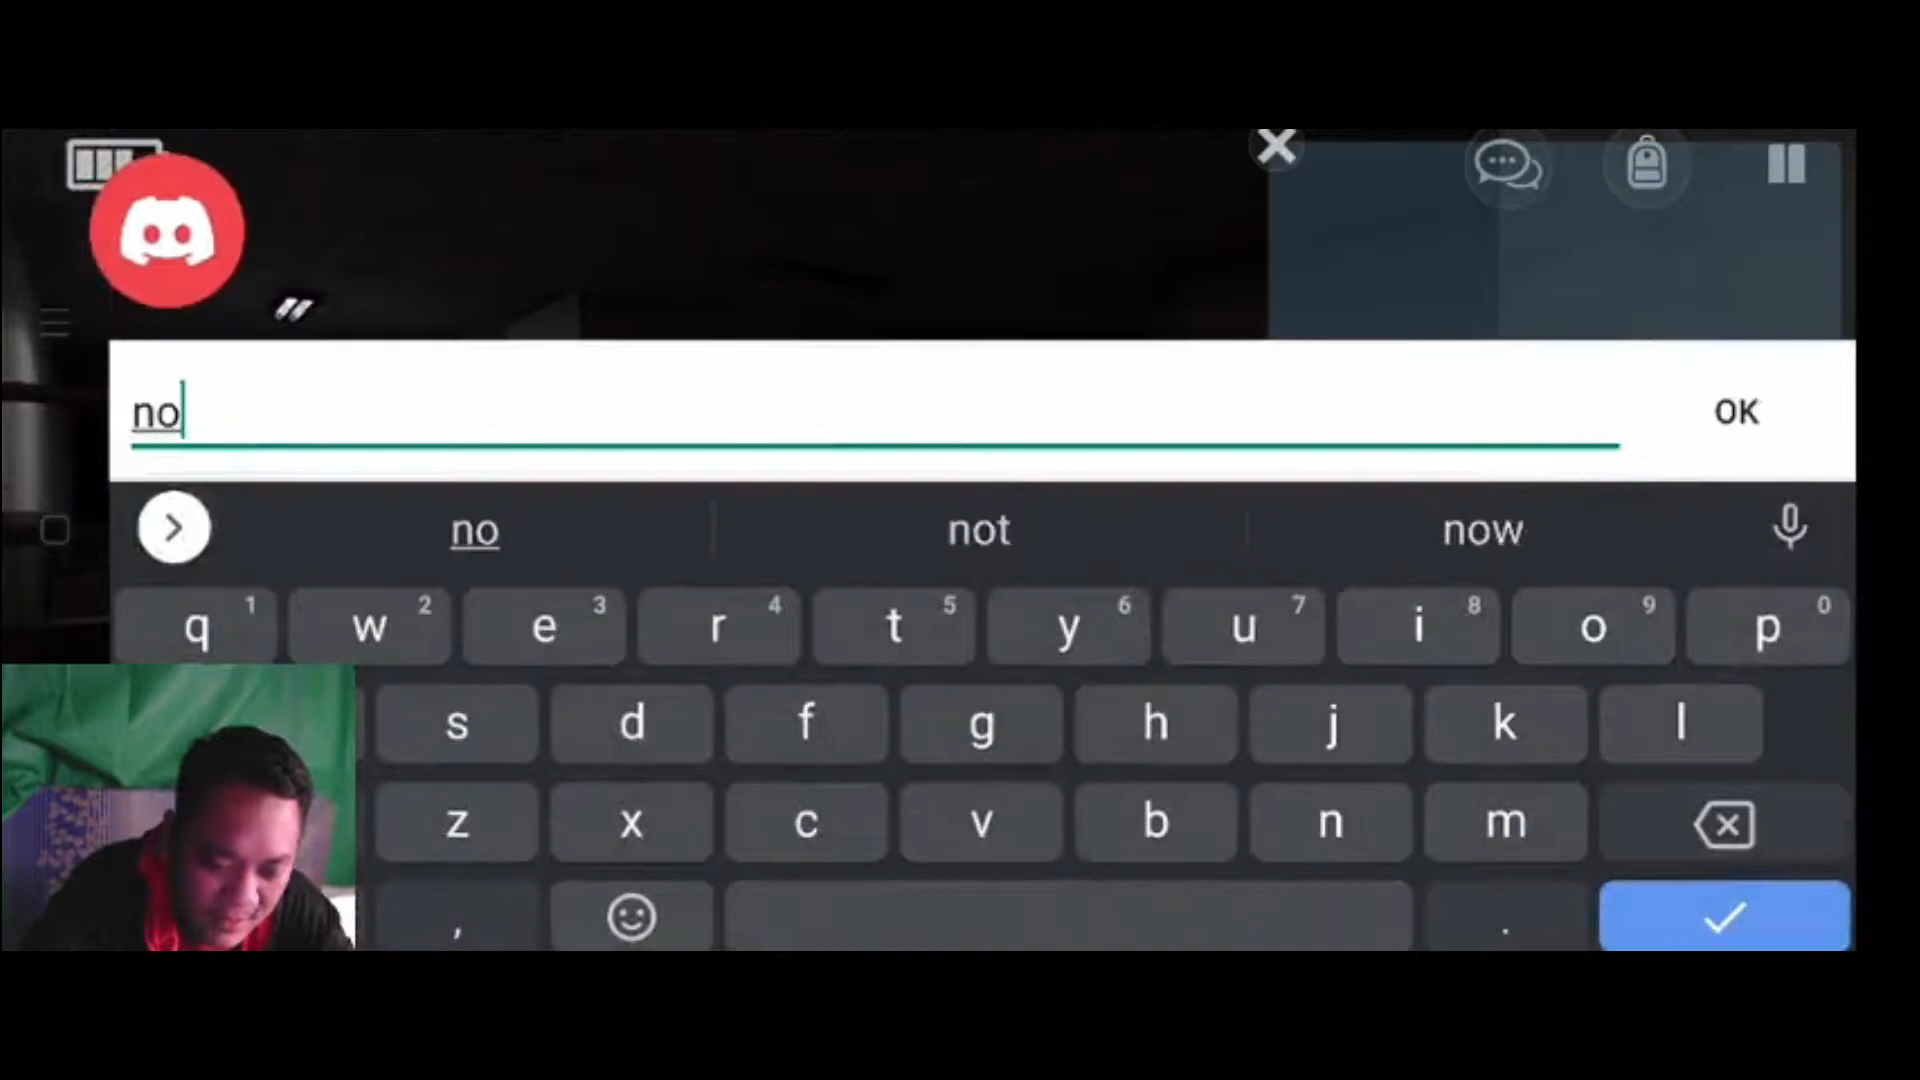 no
OK
no not now
q 1 w 2 e 3 r 4 t 5 y 6 u 7 i 8 o 9 p 0
s d f g h j k l
z x c v b n m
, .